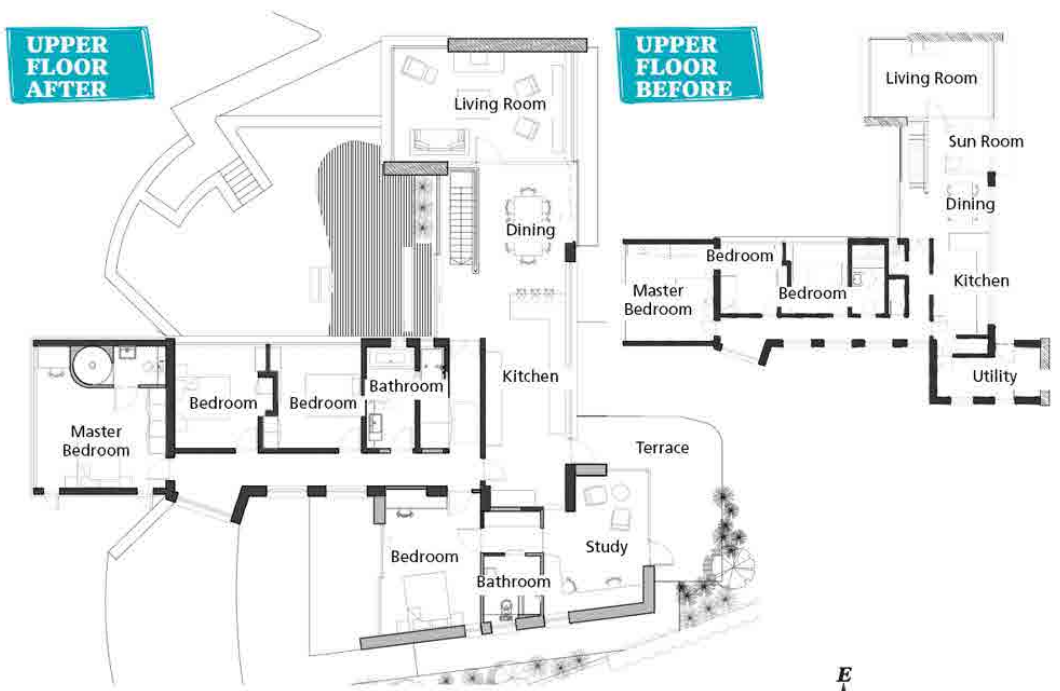 UPPER
FLOOR
AFTER
Living Room
Dining
Kitchen
Bathroom
Bedroom
Bedroom
Master
Bedroom
Terrace
Study
Bedroom
Bathroom
UPPER
FLOOR
BEFORE
Living Room
Sun Room
Dining
Bedroom
Kitchen
Master
Bedroom
Bedroom
Utility
E